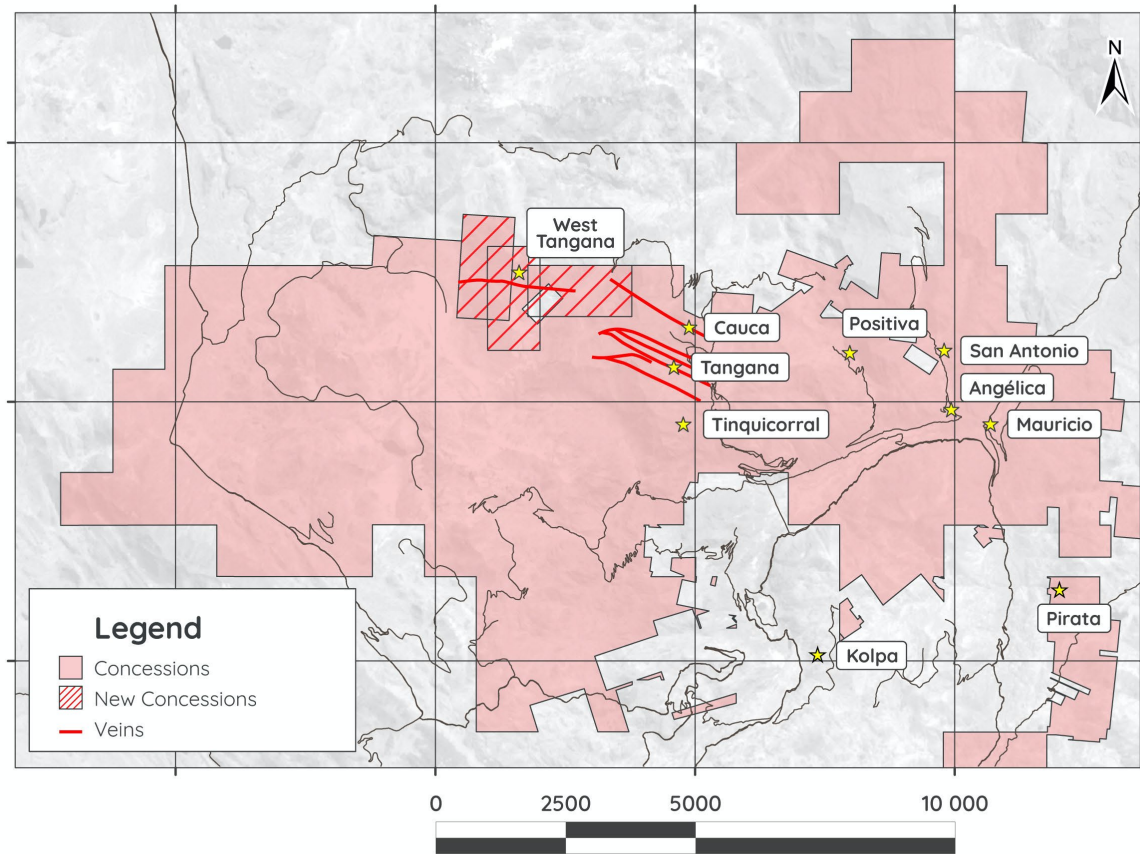 N
West
Tangana
Cauca
Positiva
San Antonio
Tangana
Angélica
Tinquicorral
Mauricio
Pirata
Kolpa
Legend
Concessions
New Concessions
Veins
0 2500 5000 10 000